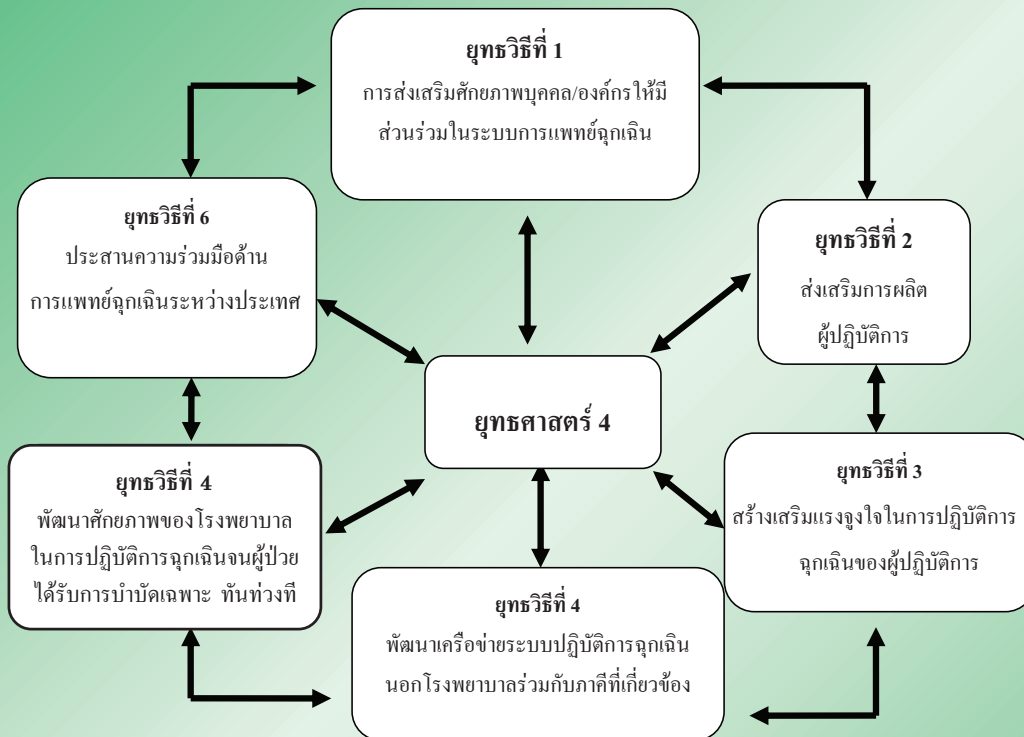 ยุทธวิธีที่ 1
การส่งเสริมศักยภาพบุคคล/องค์กรให้มี
ส่วนร่วมในระบบการแพทย์ฉุกเฉิน
ยุทธวิธีที่ 6
ประสานความร่วมมือด้าน
การแพทย์ฉุกเฉินระหว่างประเทศ
ยุทธวิธีที่ 2
ส่งเสริมการผลิต
ผู้ปฏิบัติการ
ยุทธศาสตร์ 4
ยุทธวิธีที่ 4
พัฒนาศักยภาพของโรงพยาบาล
ในการปฏิบัติการฉุกเฉินจนผู้ป่วย
ได้รับการบำบัดเฉพาะ ทันท่วงที
ยุทธวิธีที่ 3
สร้างเสริมแรงจูงใจในการปฏิบัติการ
ฉุกเฉินของผู้ปฏิบัติการ
ยุทธวิธีที่ 4
พัฒนาเครือข่ายระบบปฏิบัติการฉุกเฉิน
นอกโรงพยาบาลร่วมกับภาคีที่เกี่ยวข้อง